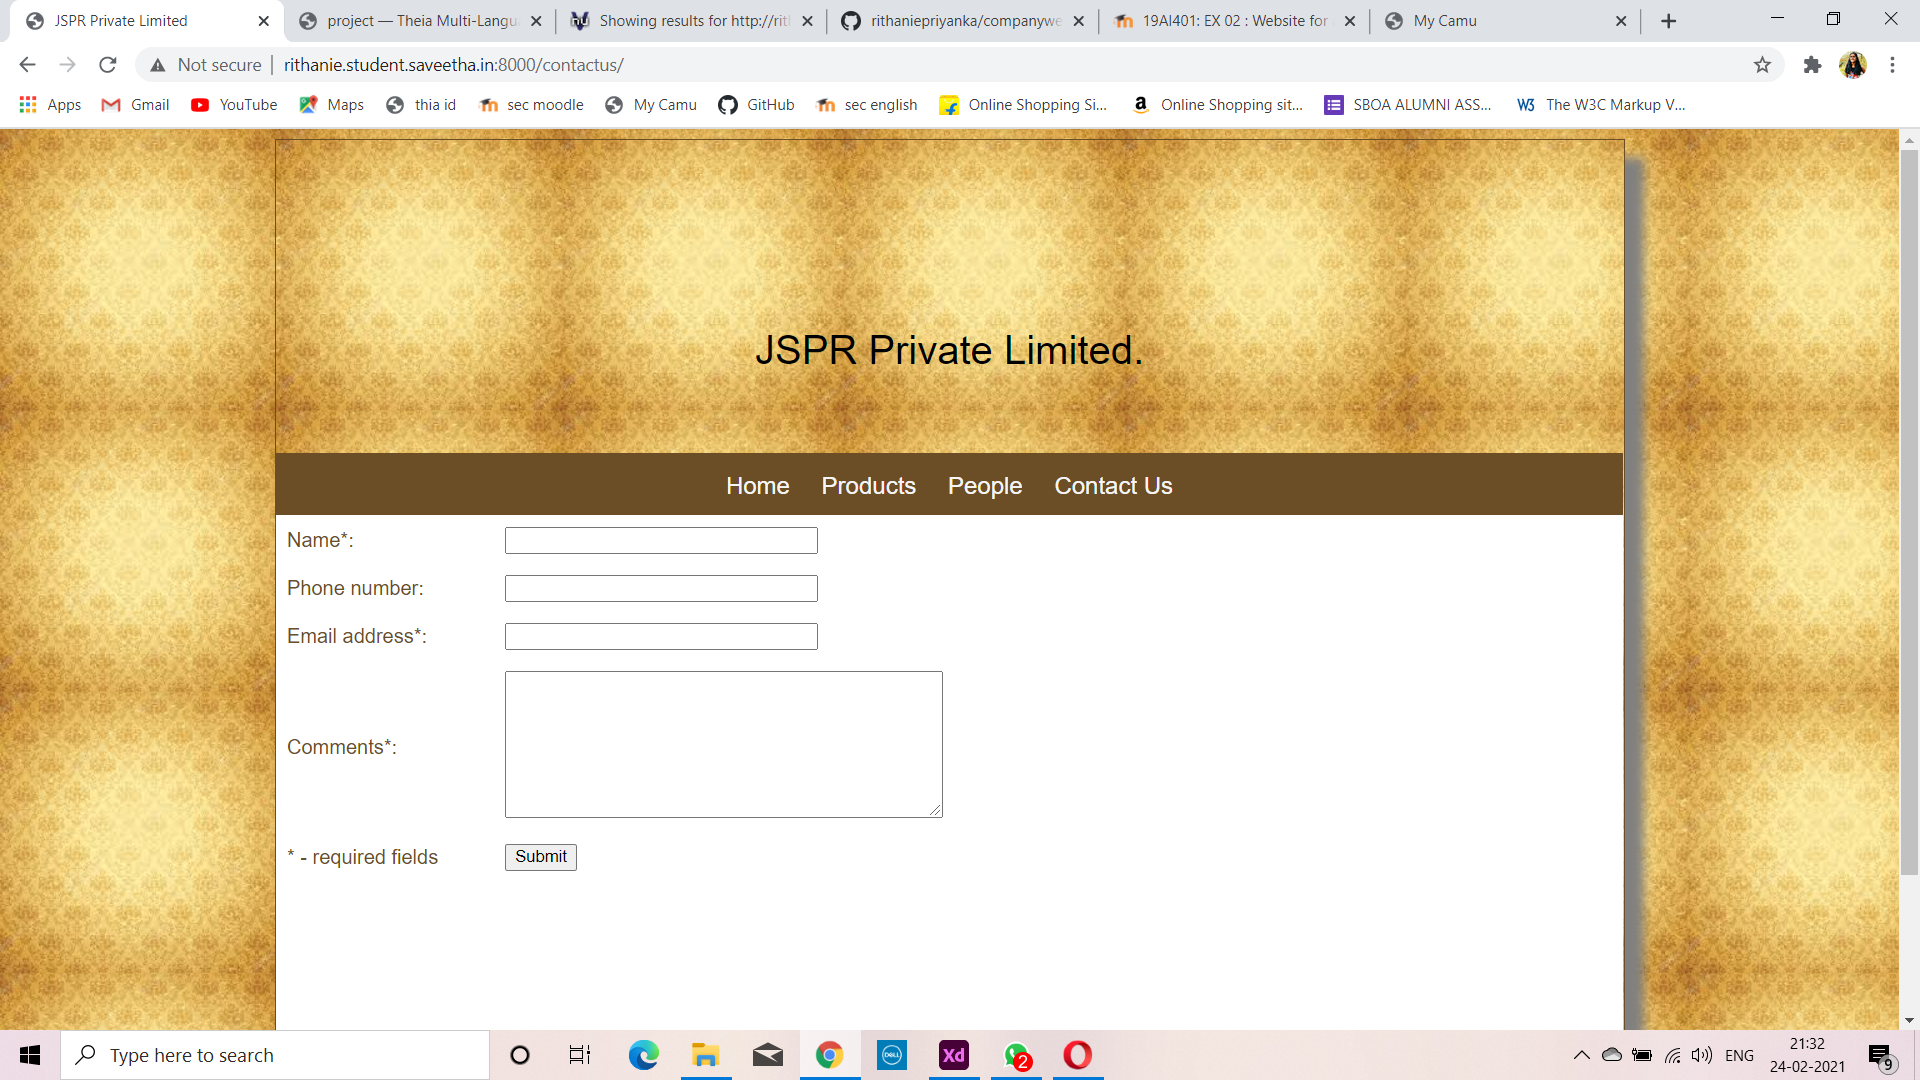 JSPR Private Limited
project — Theia Multi-Langu
Showing results for http://rit
rithaniepriyanka/companywe
19AI401: EX 02 : Website for
My Camu
Not secure
rithanie.student.saveetha.in:8000/contactus/
Apps
Gmail
YouTube
Maps
thia id
sec moodle
My Camu
GitHub
sec english
Online Shopping Si...
Online Shopping sit...
SBOA ALUMNI ASS...
The W3C Markup V...
JSPR Private Limited.
Home Products People Contact Us
Name*:
Phone number:
Email address*:
Comments*:
* - required fields
Submit
Type here to search
DELL
Xd
2
ENG
21:32
24-02-2021
9